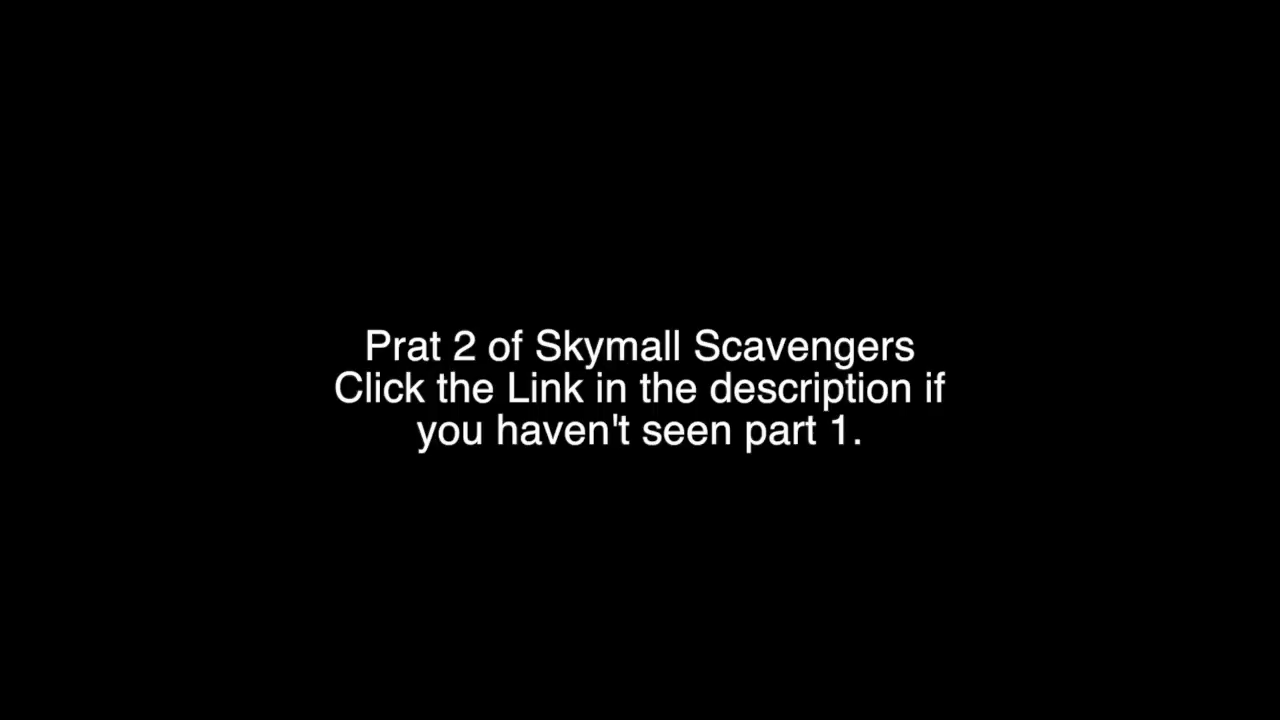 Prat 2 of Skymall Scavengers
Click the Link in the description if
you haven't seen part 1.